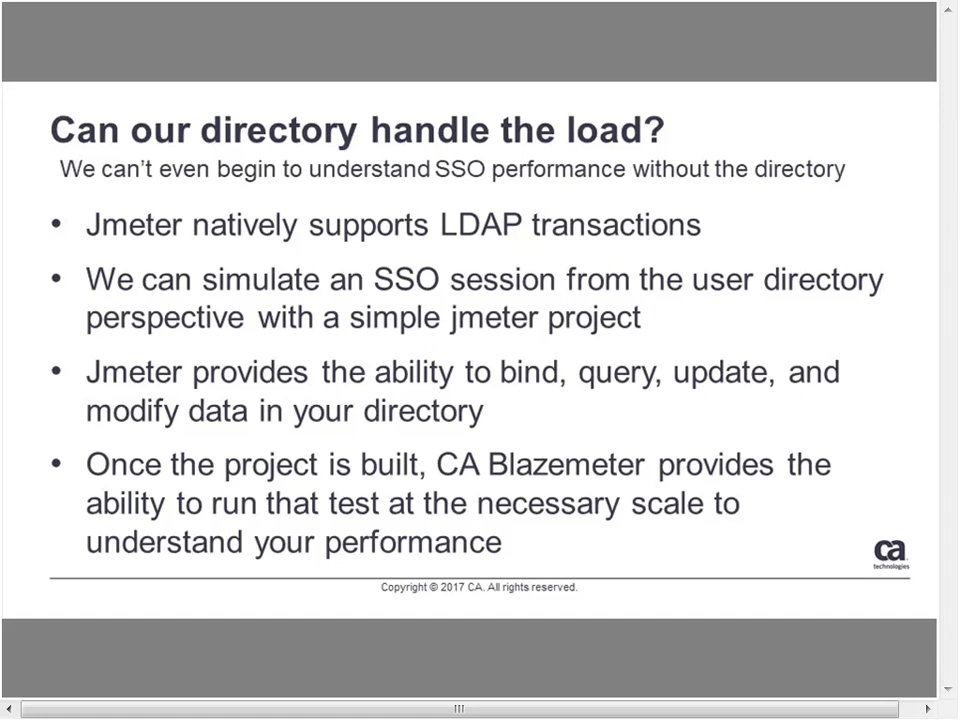 Can our directory handle the load?
We can't even begin to understand SSO performance without the directory
• Jmeter natively supports LDAP transactions
• We can simulate an SSO session from the user directory
perspective with a simple jmeter project
• Jmeter provides the ability to bind, query, update, and
modify data in your directory
• Once the project is built, CA Blazemeter provides the
ability to run that test at the necessary scale to
understand your performance
ca
technologies
Copyright © 2017 CA. All rights reserved.